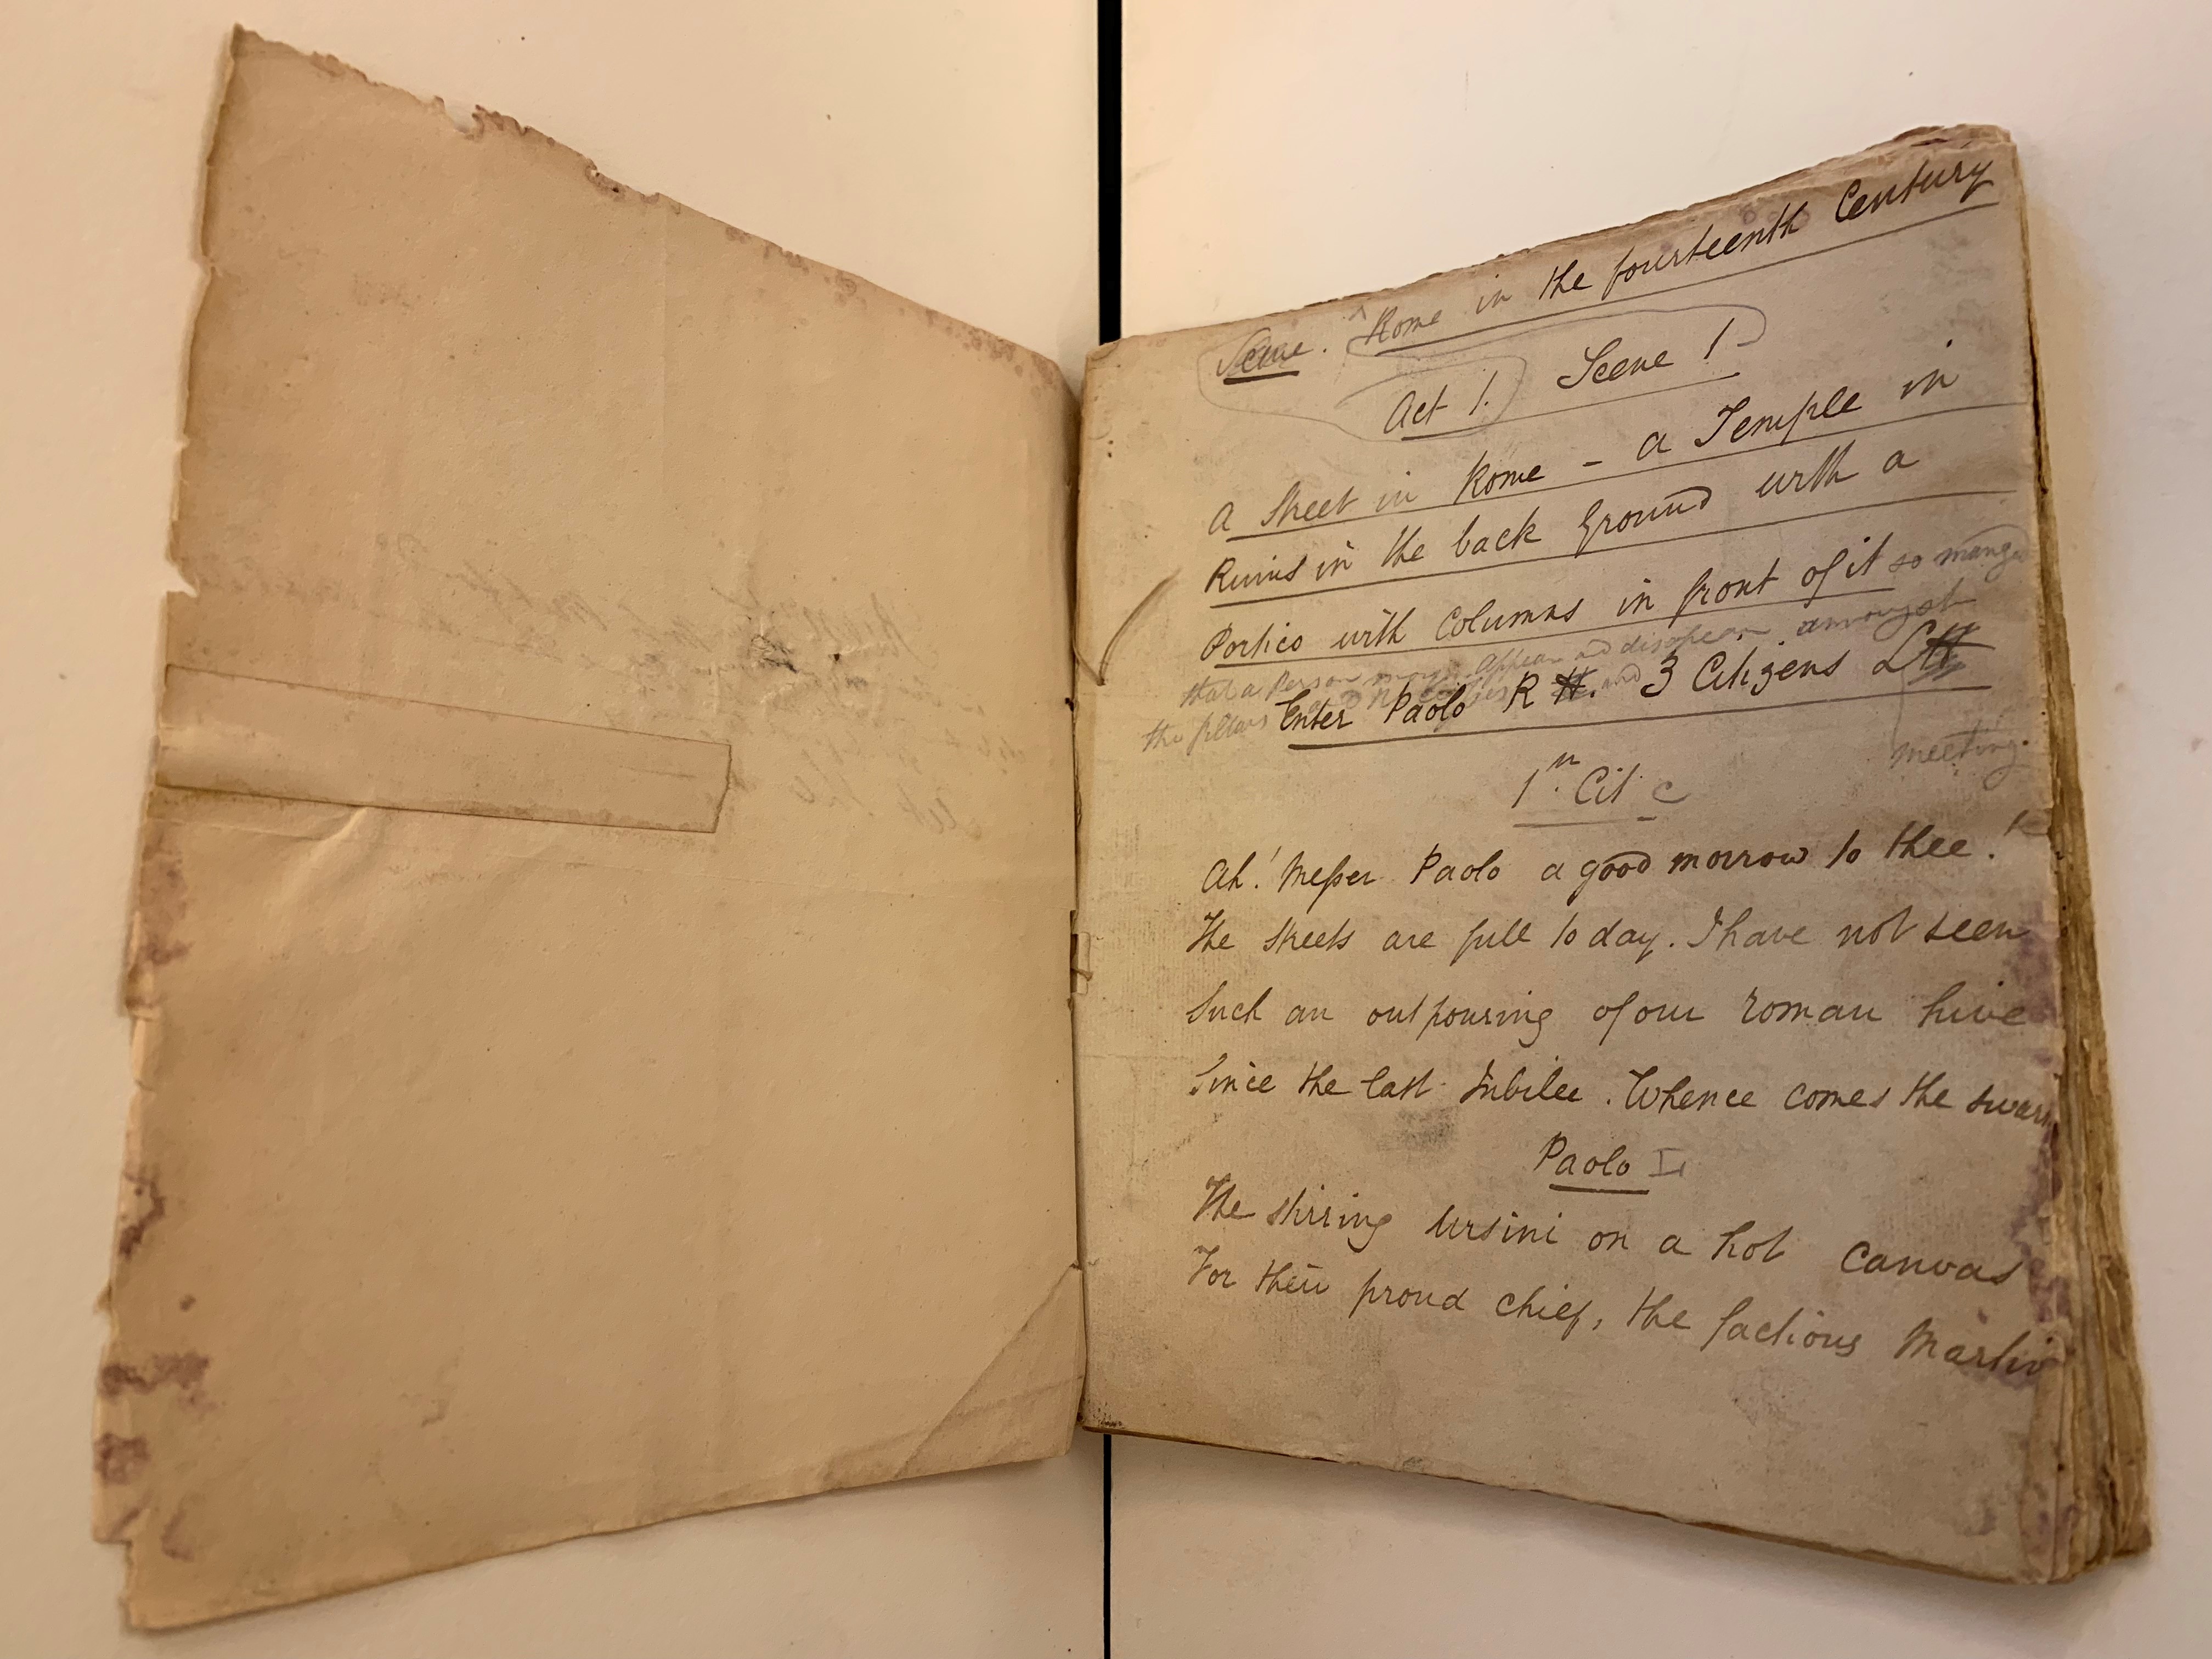 Scene. Rome in the fourteenth Century
Act 1. Scene 1
A Street in Rome – a Temple in
Ruins in the back Ground with a
Portico with Columns in front of it so mang
that a Person may appear and disappear amongst
the pillars
Enter Paolo R H. and 3 Citizens L H
meeting.
1st. Cit C
Ah! Messer Paolo a good morrow to thee!
The streets are full to day. I have not seen
Such an outpouring of our roman hive
Since the last Jubilee. Whence comes the swarm
Paolo L
The stirring Ursini on a hot canvas
For their proud chief, the factious Martin